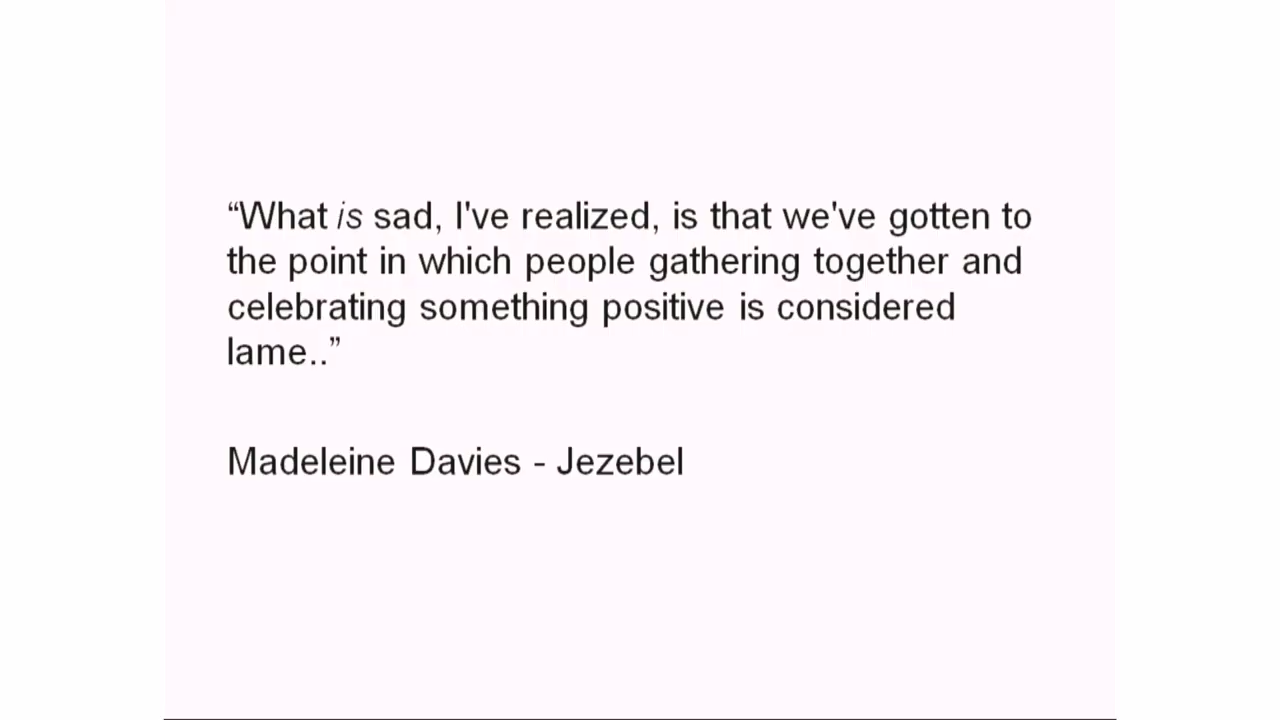 “What is sad, I've realized, is that we've gotten to
the point in which people gathering together and
celebrating something positive is considered
lame..”
Madeleine Davies - Jezebel